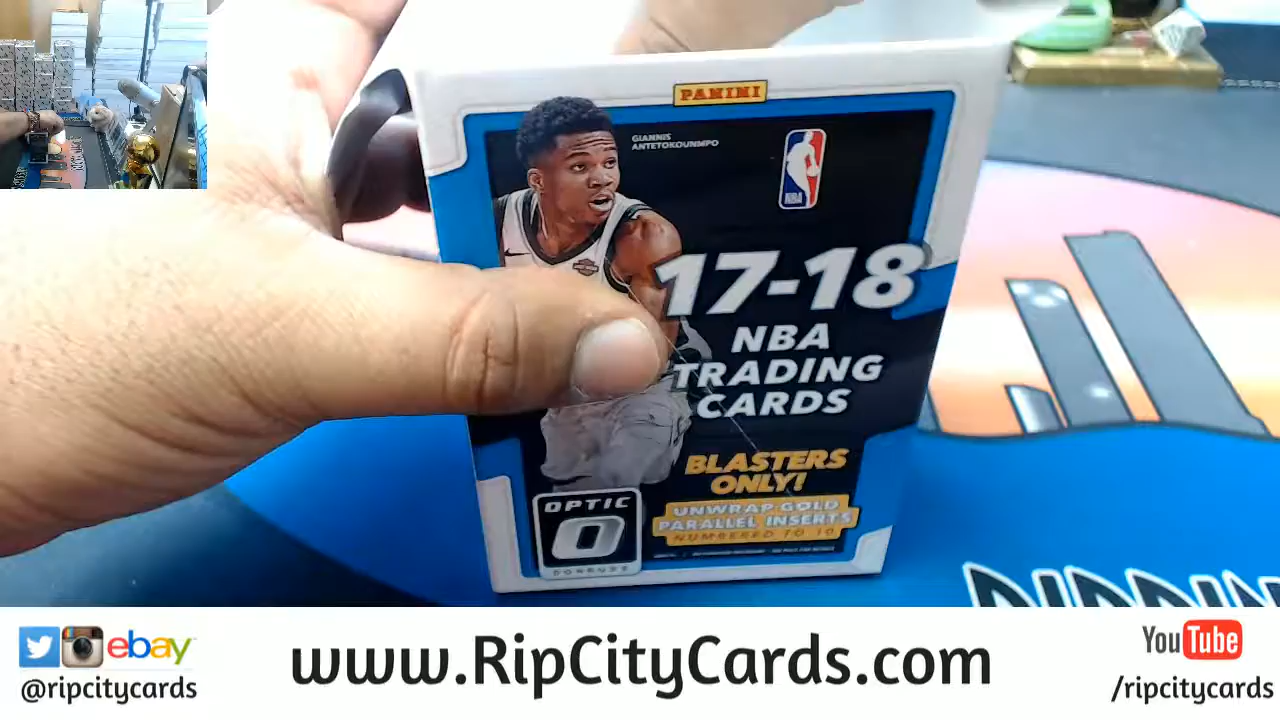 PANINI
GIANNIS
ANTETOKOUNMPO
NBA
17-18
NBA
TRADING
CARDS
BLASTERS
ONLY!
UNWRAP GOLD
PARALLEL INSERTS
NUMBERED TO 10
OPTIC
DONRUSS
www.RipCityCards.com
ebay
@ripcitycards
YouTube
/ripcitycards